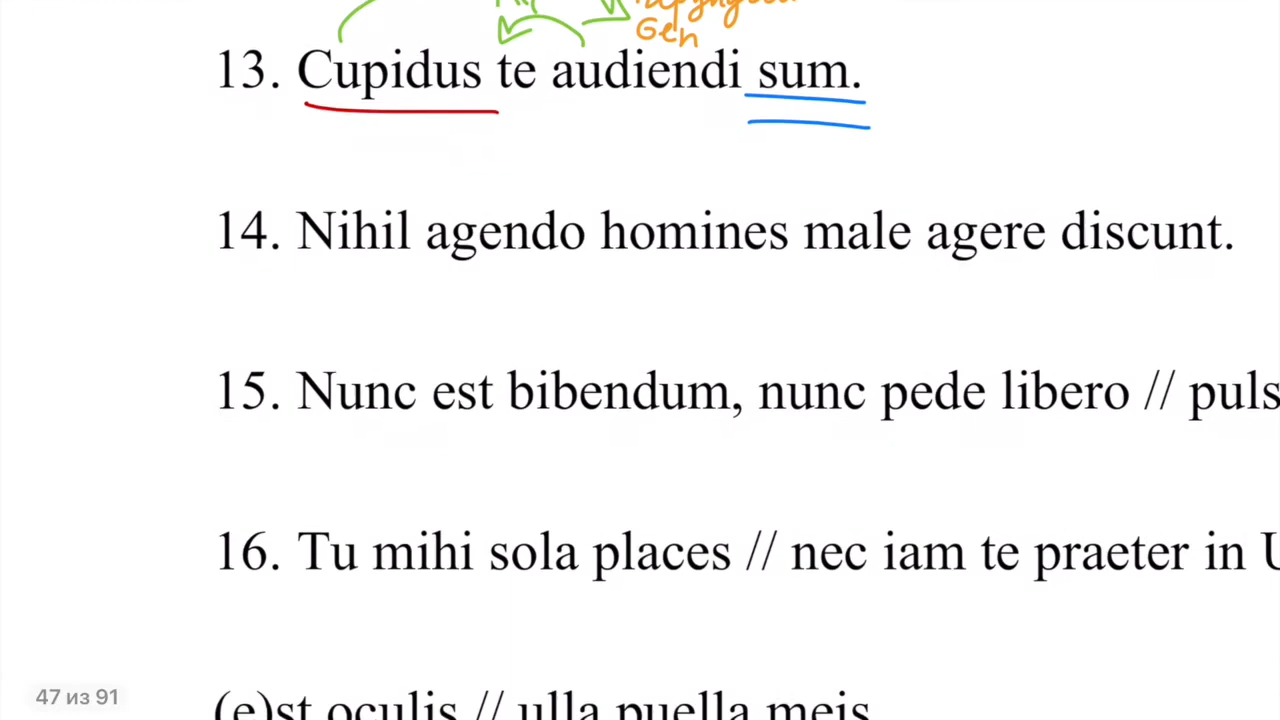 Gen
13. Cupidus te audiendi sum.
14. Nihil agendo homines male agere discunt.
15. Nunc est bibendum, nunc pede libero // puls
16. Tu mihi sola places // nec iam te praeter in U
(e)st oculis // ulla puella meis
47 из 91